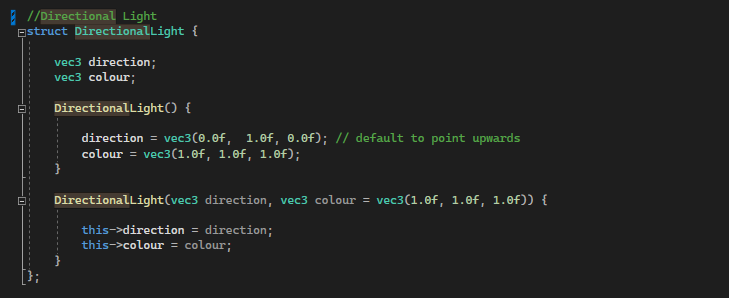 //Directional Light
struct DirectionalLight {
vec3 direction;
vec3 colour;
DirectionalLight() {
direction = vec3(0.0f,  1.0f, 0.0f); // default to point upwards
colour = vec3(1.0f, 1.0f, 1.0f);
}
DirectionalLight(vec3 direction, vec3 colour = vec3(1.0f, 1.0f, 1.0f)) {
this->direction = direction;
this->colour = colour;
}
};